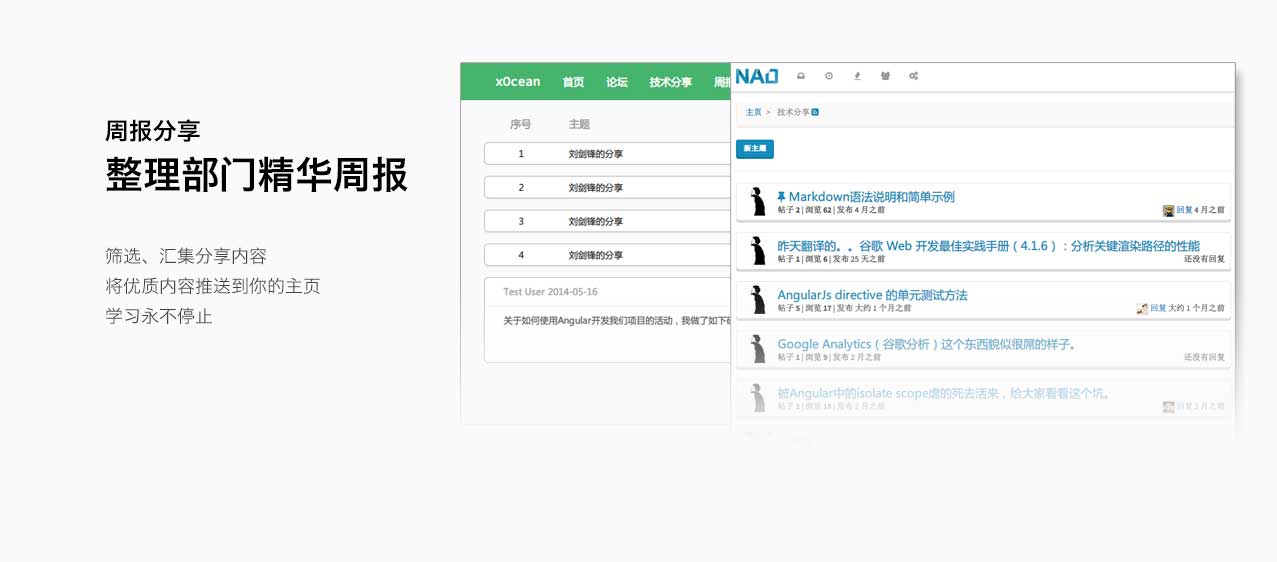 周报分享
整理部门精华周报
筛选、汇集分享内容
将优质内容推送到你的主页
学习永不停止
xOcean 首页 论坛 技术分享 周报
序号 主题
1 刘剑锋的分享
2 刘剑锋的分享
3 刘剑锋的分享
4 刘剑锋的分享
Test User 2014-05-16
关于如何使用Angular开发我们项目的活动，我做了如下
NAO
主页 > 技术分享
新主题
Markdown语法说明和简单示例
帖子 2 | 浏览 62 | 发布 4 月之前 回复 4 月之前
昨天翻译的。。谷歌 Web 开发最佳实践手册（4.1.6）：分析关键渲染路径的性能
帖子 1 | 浏览 6 | 发布 25 天之前 还没有回复
AngularJs directive 的单元测试方法
帖子 5 | 浏览 17 | 发布 大约 1 个月之前 回复 大约 1 个月之前
Google Analytics（谷歌分析）这个东西貌似很屌的样子。
帖子 1 | 浏览 9 | 发布 2 月之前 还没有回复
被Angular中的isolate scope虐的死去活来，给大家看看这个坑。
帖子 2 | 浏览 15 | 发布 2 月之前 回复 2 月之前